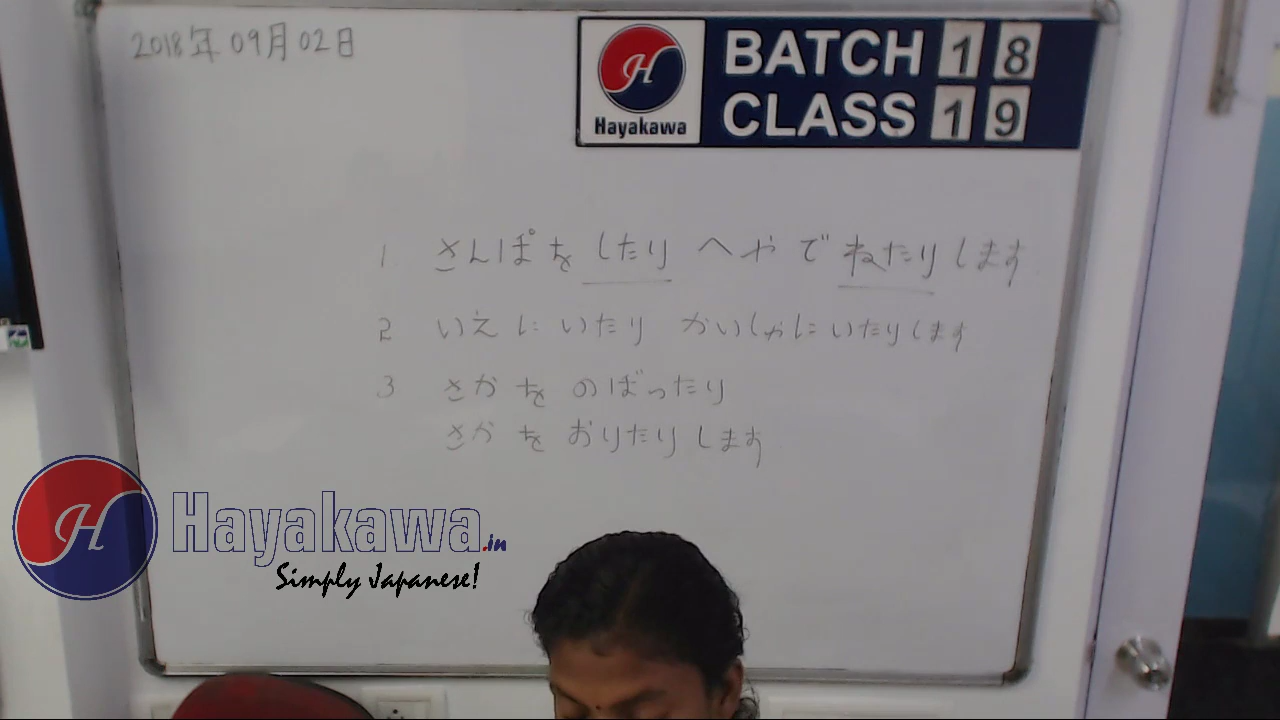 2018年 09月 02日
H
Hayakawa
BATCH 18
CLASS 19
1 さんぽを したり へやで ねたりします
2 いえに いたり かいしゃにいたりします
3 さかを のぼったり
さかを おりたりします
H
Hayakawa.in
Simply Japanese!